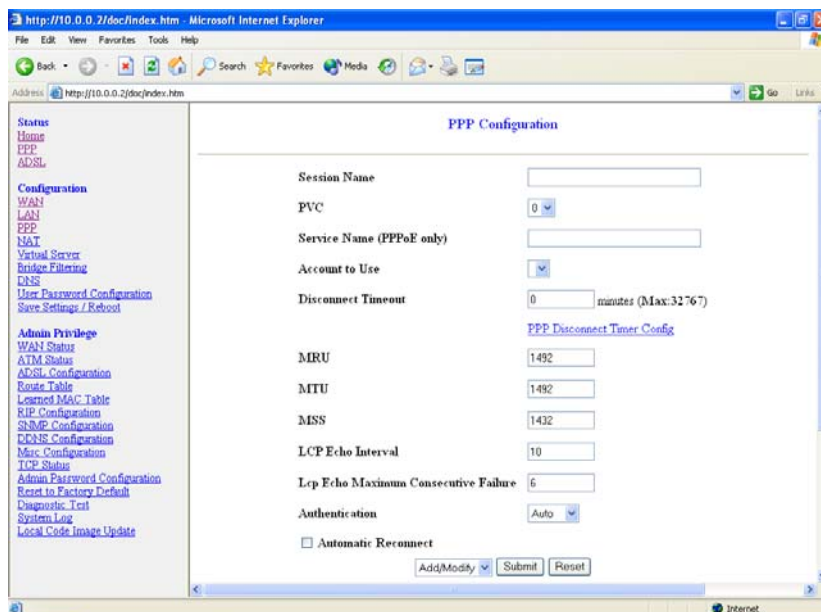 http://10.0.0.2/doc/index.htm - Microsoft Internet Explorer
File Edit View Favorites Tools Help
Back Search Favorites Media
Address http://10.0.0.2/doc/index.htm Go Links
Status
Home
PPP
ADSL
Configuration
WAN
LAN
PPP
NAT
Virtual Server
Bridge Filtering
DNS
User Password Configuration
Save Settings / Reboot
Admin Privilege
WAN Status
ATM Status
ADSL Configuration
Route Table
Learned MAC Table
RIP Configuration
SNMP Configuration
DDNS Configuration
Misc Configuration
TCP Status
Admin Password Configuration
Reset to Factory Default
Diagnostic Test
System Log
Local Code Image Update
PPP Configuration
Session Name
PVC 0
Service Name (PPPoE only)
Account to Use
Disconnect Timeout 0 minutes (Max:32767)
PPP Disconnect Timer Config
MRU 1492
MTU 1492
MSS 1432
LCP Echo Interval 10
Lcp Echo Maximum Consecutive Failure 6
Authentication Auto
Automatic Reconnect
Add/Modify Submit Reset
Internet